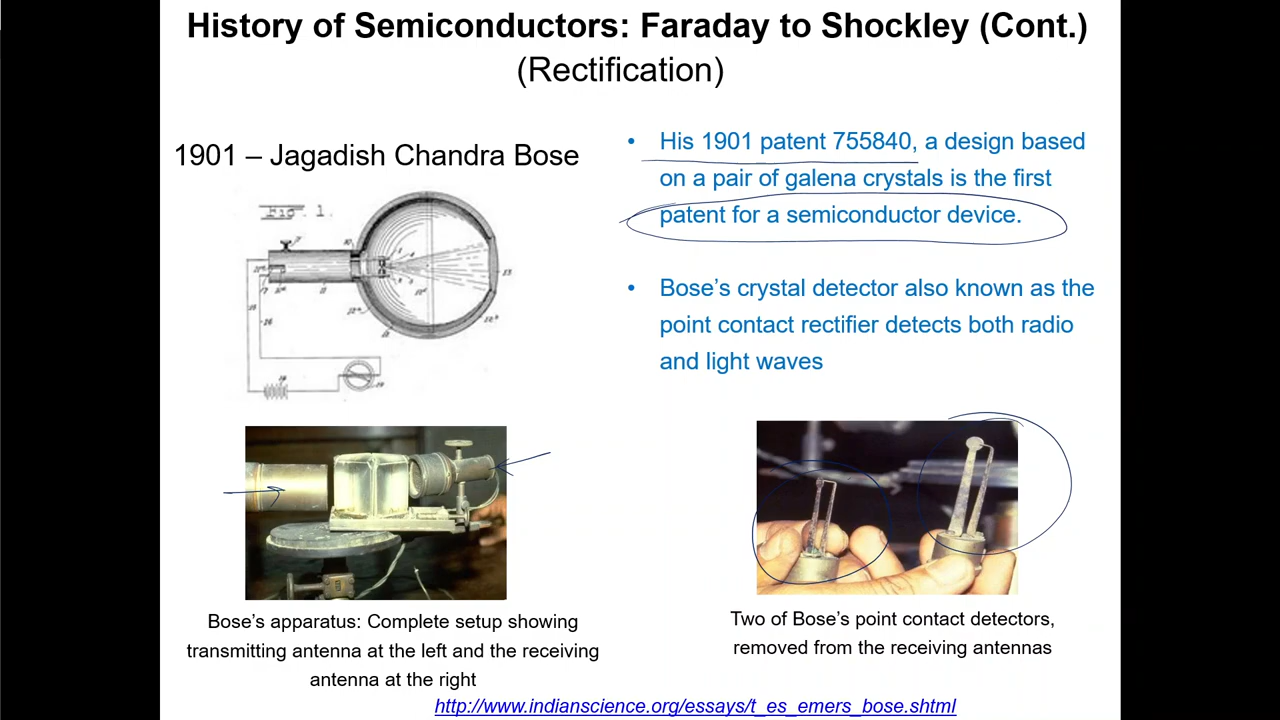 History of Semiconductors: Faraday to Shockley (Cont.)
(Rectification)
1901 – Jagadish Chandra Bose
Fig. 1.
• His 1901 patent 755840, a design based
on a pair of galena crystals is the first
patent for a semiconductor device.
• Bose’s crystal detector also known as the
point contact rectifier detects both radio
and light waves
Bose’s apparatus: Complete setup showing
transmitting antenna at the left and the receiving
antenna at the right
Two of Bose’s point contact detectors,
removed from the receiving antennas
http://www.indianscience.org/essays/t_es_emers_bose.shtml